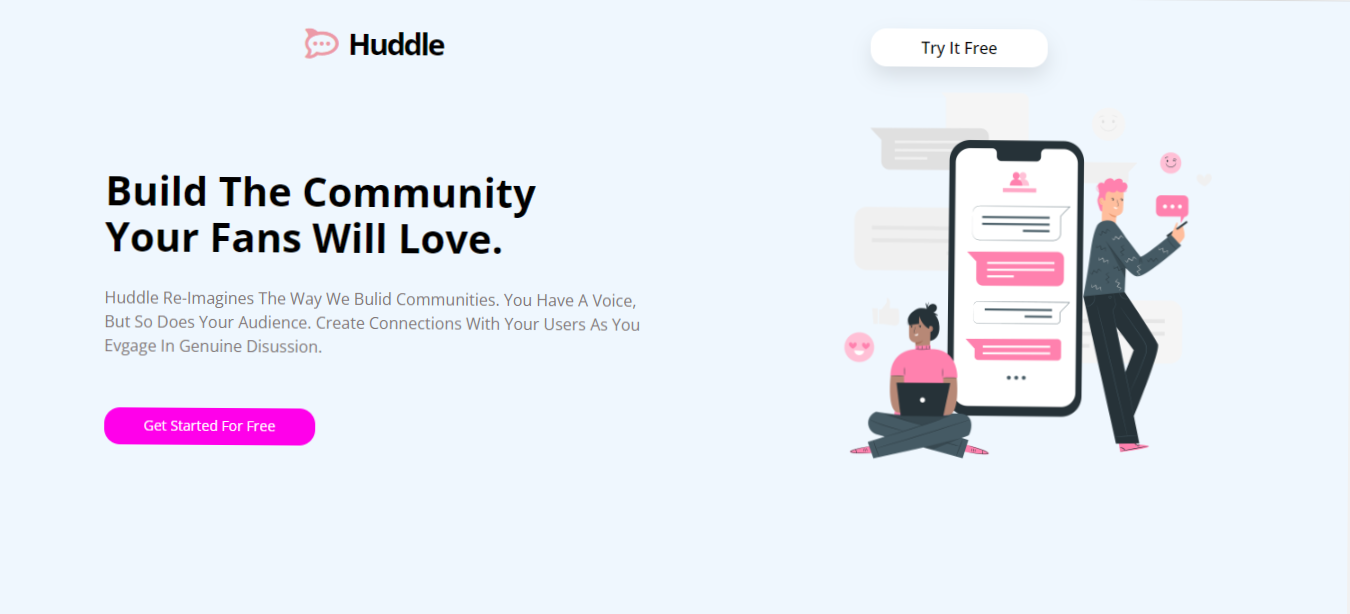 Huddle
Try It Free
Build The Community
Your Fans Will Love.
Huddle Re-Imagines The Way We Bulid Communities. You Have A Voice,
But So Does Your Audience. Create Connections With Your Users As You
Evgage In Genuine Disussion.
Get Started For Free